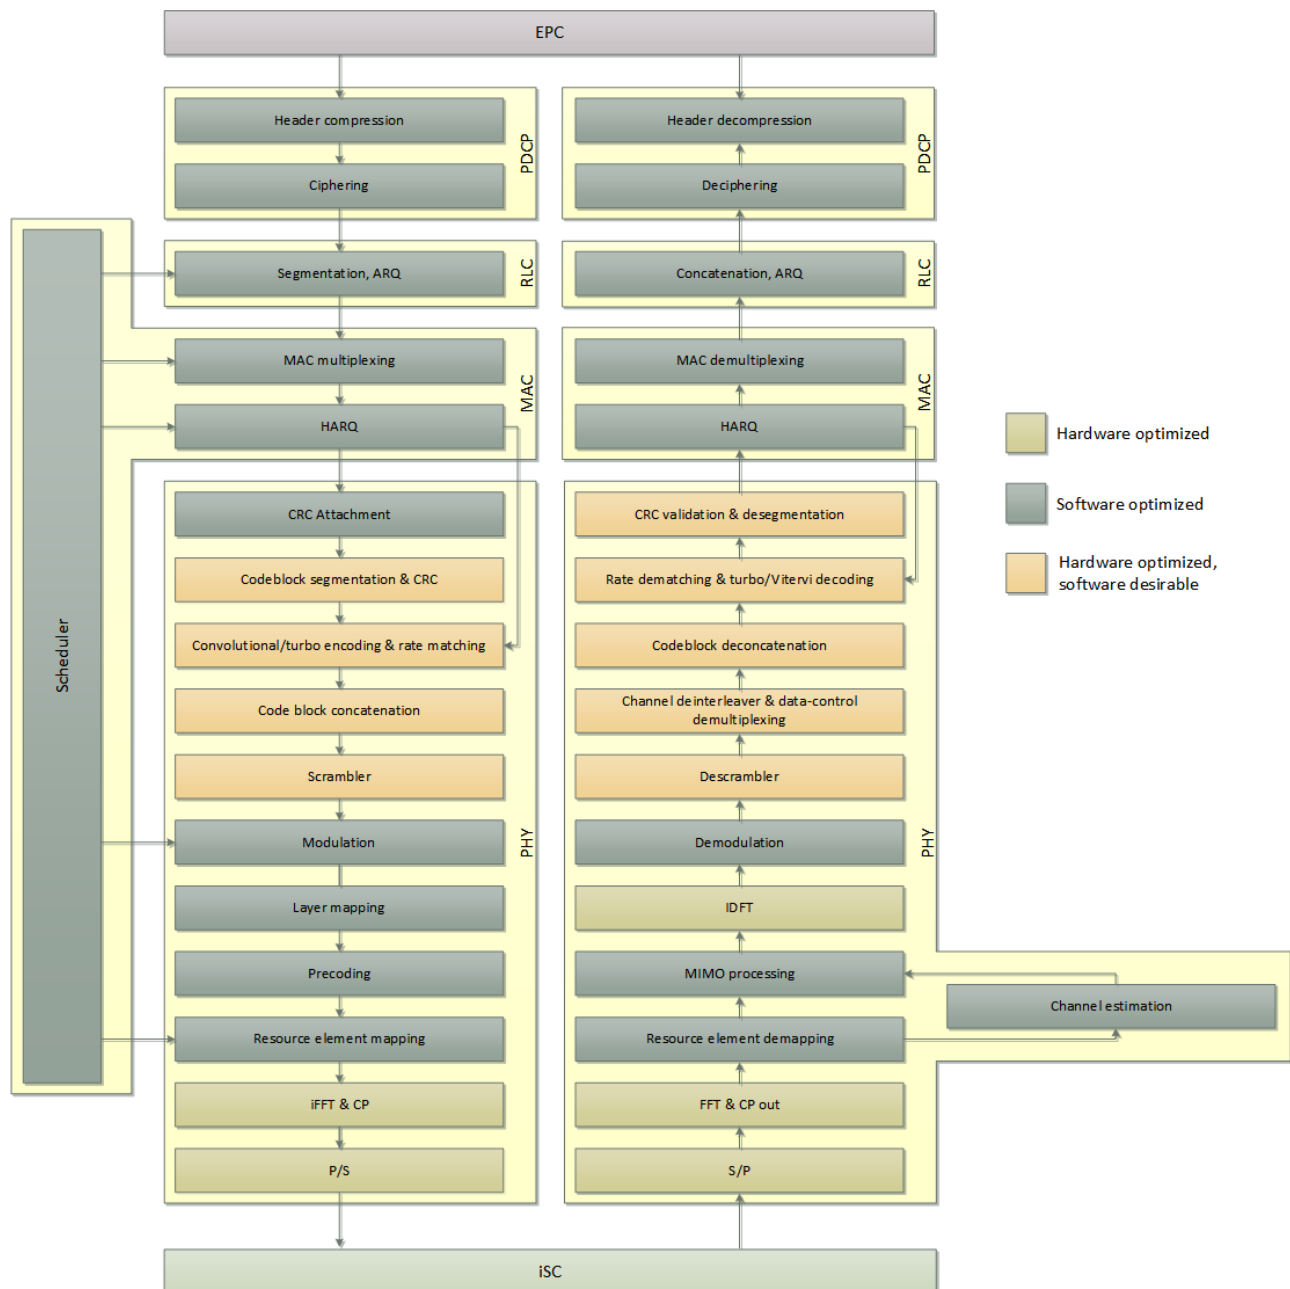 EPC
Header compression
Ciphering
PDCP
Header decompression
Deciphering
PDCP
Segmentation, ARQ
RLC
Concatenation, ARQ
RLC
Scheduler
MAC multiplexing
HARQ
MAC
MAC demultiplexing
HARQ
MAC
Hardware optimized
Software optimized
Hardware optimized,
software desirable
CRC Attachment
Codeblock segmentation & CRC
Convolutional/turbo encoding & rate matching
Code block concatenation
Scrambler
Modulation
Layer mapping
Precoding
Resource element mapping
iFFT & CP
P/S
PHY
CRC validation & desegmentation
Rate dematching & turbo/Vitervi decoding
Codeblock deconcatenation
Channel deinterleaver & data-control
demultiplexing
Descrambler
Demodulation
IDFT
MIMO processing
Resource element demapping
FFT & CP out
S/P
PHY
Channel estimation
iSC